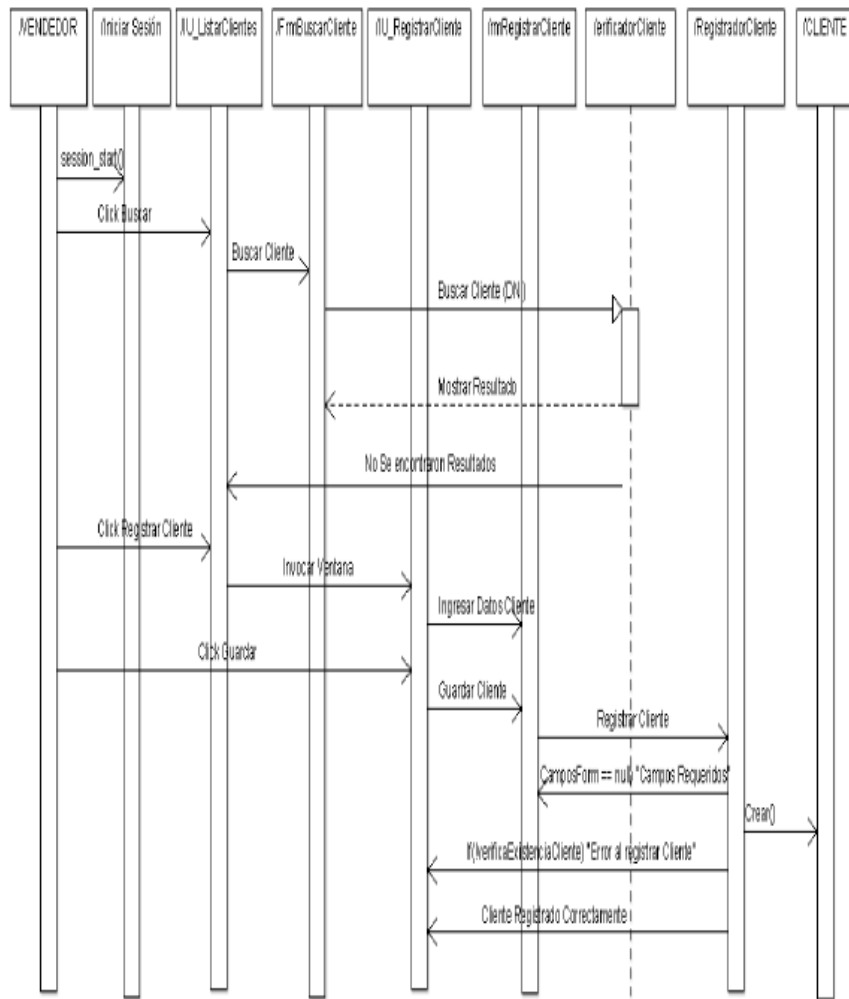 /VENDEDOR
/Iniciar Sesión
/IU_ListarClientes
/FrmBuscarCliente
/IU_RegistrarCliente
/rmRegistrarCliente
/erificadorCliente
/RegistradorCliente
/CLIENTE
session_start()
Click Buscar
Buscar Cliente
Buscar Cliente (DNI)
Mostrar Resultado
No Se encontraron Resultados
Click Registrar Cliente
Invocar Ventana
Ingresar Datos Cliente
Click Guardar
Guardar Cliente
Registrar Cliente
CamposForm == null, "Campos Requeridos"
Crear()
If(!verificaExistenciaCliente) "Error al registrar Cliente"
Cliente Registrado Correctamente